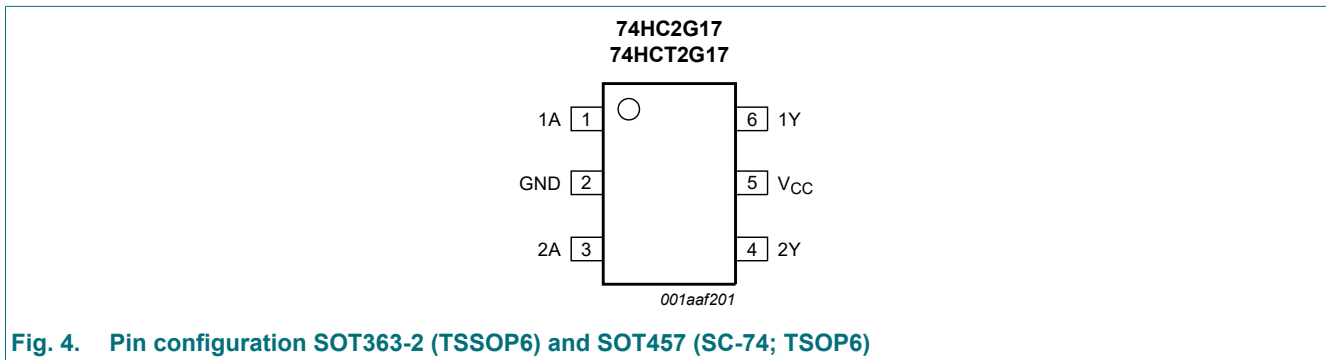 74HC2G17
74HCT2G17
1A 1 6 1Y
GND 2 5 VCC
2A 3 4 2Y
001aaf201
Fig. 4. Pin configuration SOT363-2 (TSSOP6) and SOT457 (SC-74; TSOP6)